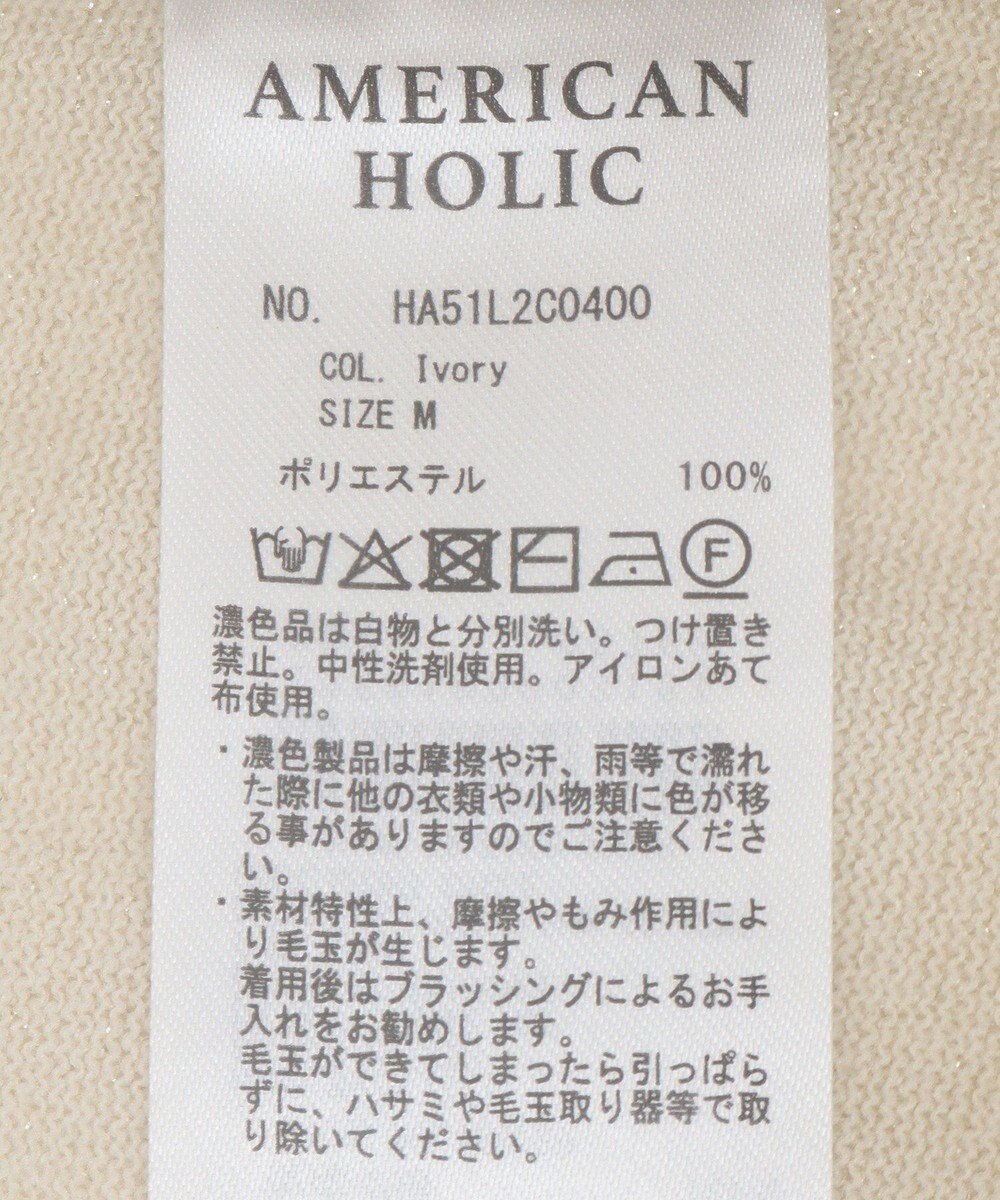 AMERICAN
HOLIC
NO. HA51L2C0400
COL. Ivory
SIZE M
ポリエステル 100%
F
濃色品は白物と分別洗い。つけ置き
禁止。中性洗剤使用。アイロンあて
布使用。
・濃色製品は摩擦や汗、雨等で濡れ
た際に他の衣類や小物類に色が移
る事がありますのでご注意くださ
い。
・素材特性上、摩擦やもみ作用によ
り毛玉が生じます。
着用後はブラッシングによるお手
入れをお勧めします。
毛玉ができてしまったら引っぱら
ずに、ハサミや毛玉取り器等で取
り除いてください。